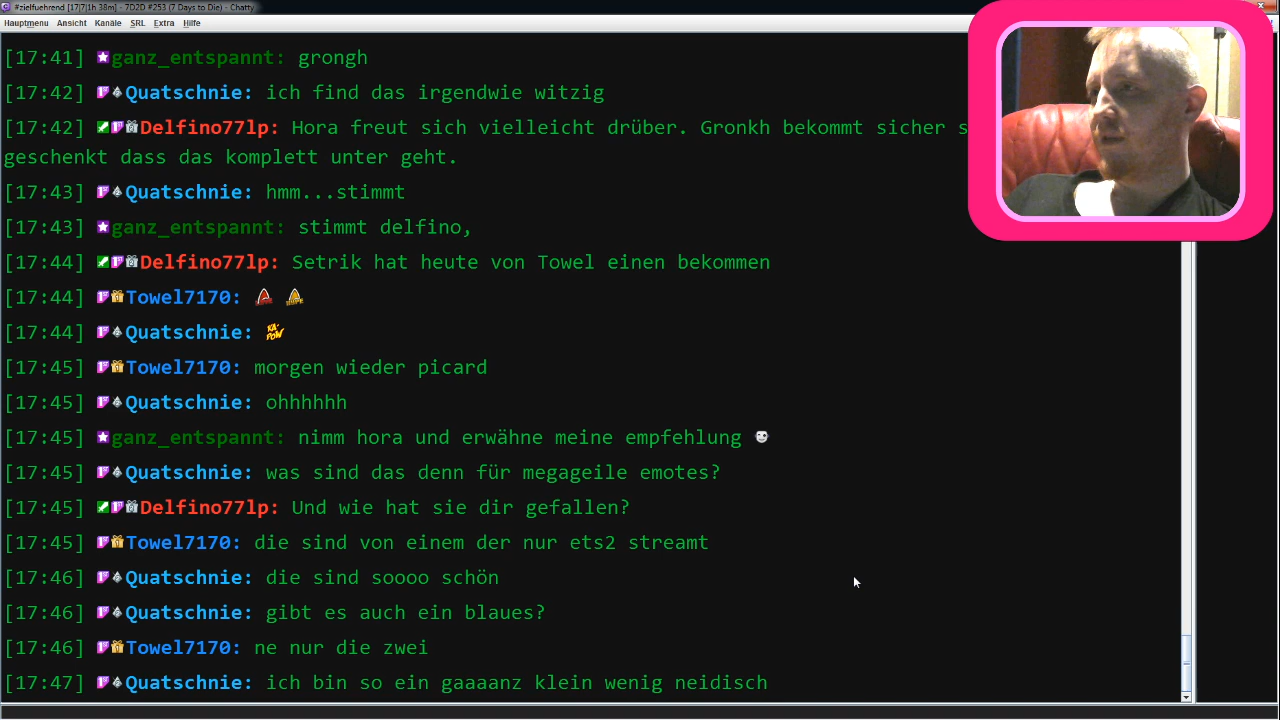 #zielfuehrend [17|7|1h 38m] - 7D2D #253 (7 Days to Die) - Chatty
Hauptmenu Ansicht Kanäle SRL Extra Hilfe
[17:41] ganz_entspannt: grongh
[17:42] Quatschnie: ich find das irgendwie witzig
[17:42] Delfino77lp: Hora freut sich vielleicht drüber. Gronkh bekommt sicher s
geschenkt dass das komplett unter geht.
[17:43] Quatschnie: hmm...stimmt
[17:43] ganz_entspannt: stimmt delfino,
[17:44] Delfino77lp: Setrik hat heute von Towel einen bekommen
[17:44] Towel7170:
[17:44] Quatschnie: KA-POW
[17:45] Towel7170: morgen wieder picard
[17:45] Quatschnie: ohhhhhh
[17:45] ganz_entspannt: nimm hora und erwähne meine empfehlung
[17:45] Quatschnie: was sind das denn für megageile emotes?
[17:45] Delfino77lp: Und wie hat sie dir gefallen?
[17:45] Towel7170: die sind von einem der nur ets2 streamt
[17:46] Quatschnie: die sind soooo schön
[17:46] Quatschnie: gibt es auch ein blaues?
[17:46] Towel7170: ne nur die zwei
[17:47] Quatschnie: ich bin so ein gaaaanz klein wenig neidisch